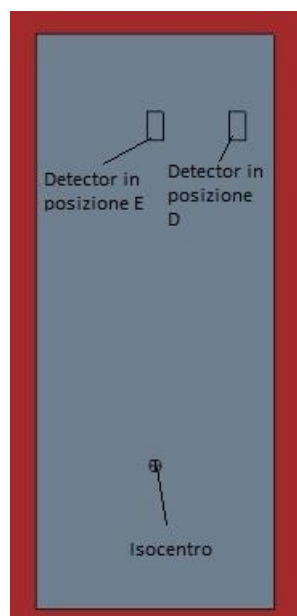 Detector in
posizione E
Detector in
posizione
D
Isocentro